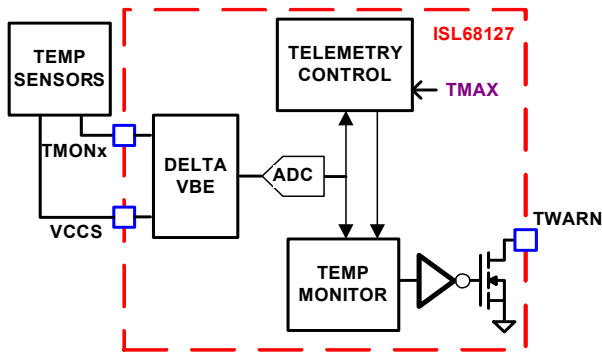 ISL68127
TEMP
SENSORS
TELEMETRY
CONTROL
TMAX
TMONx
DELTA
VBE
ADC
VCCS
TWARN
TEMP
MONITOR